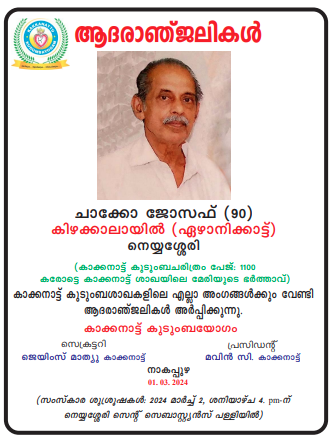 ആദരാഞ്ജലികൾ
ചാക്കോ ജോസഫ് (90)
കിഴക്കാലായിൽ (ഏഴാനിക്കാട്ട്)
നെയ്യശ്ശേരി
(കാക്കനാട്ട് കുടുംബചരിത്രം പേജ്: 1100
കരോട്ടെ കാക്കനാട്ട് ശാഖയിലെ മേരിയുടെ ഭർത്താവ്)
കാക്കനാട്ട് കുടുംബശാഖകളിലെ എല്ലാ അംഗങ്ങൾക്കും വേണ്ടി
ആദരാഞ്ജലികൾ അർപ്പിക്കുന്നു.
കാക്കനാട്ട് കുടുംബയോഗം
സെക്രട്ടറി പ്രസിഡന്റ്
ജെയിംസ് മാത്യു കാക്കനാട്ട് മവിൻ സി. കാക്കനാട്ട്
നാകപ്പുഴ
01. 03. 2024
(സംസ്കാര ശുശ്രൂഷകൾ: 2024 മാർച്ച് 2, ശനിയാഴ്ച 4. pm-ന്
നെയ്യശ്ശേരി സെന്റ് സെബാസ്റ്റ്യൻസ് പള്ളിയിൽ)